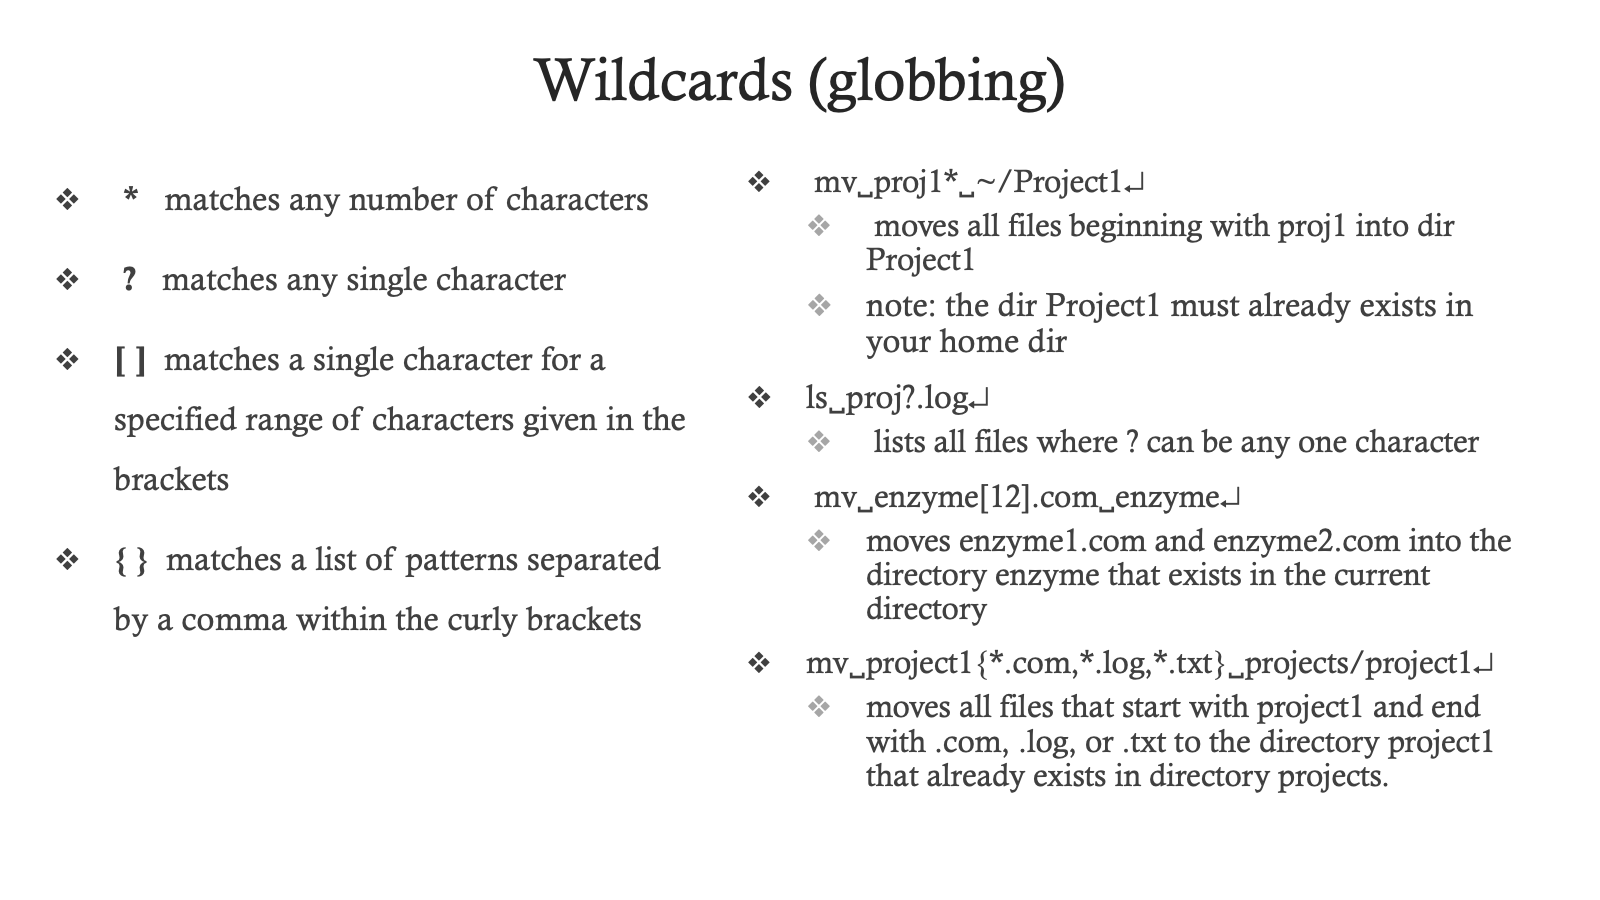 Wildcards (globbing)
❖ * matches any number of characters
❖ ? matches any single character
❖ [ ] matches a single character for a
specified range of characters given in the
brackets
❖ { } matches a list of patterns separated
by a comma within the curly brackets
❖ mv␣proj1*␣~/Project1↵
❖ moves all files beginning with proj1 into dir
Project1
❖ note: the dir Project1 must already exists in
your home dir
❖ ls␣proj?.log↵
❖ lists all files where ? can be any one character
❖ mv␣enzyme[12].com␣enzyme↵
❖ moves enzyme1.com and enzyme2.com into the
directory enzyme that exists in the current
directory
❖ mv␣project1{*.com,*.log,*.txt}␣projects/project1↵
❖ moves all files that start with project1 and end
with .com, .log, or .txt to the directory project1
that already exists in directory projects.